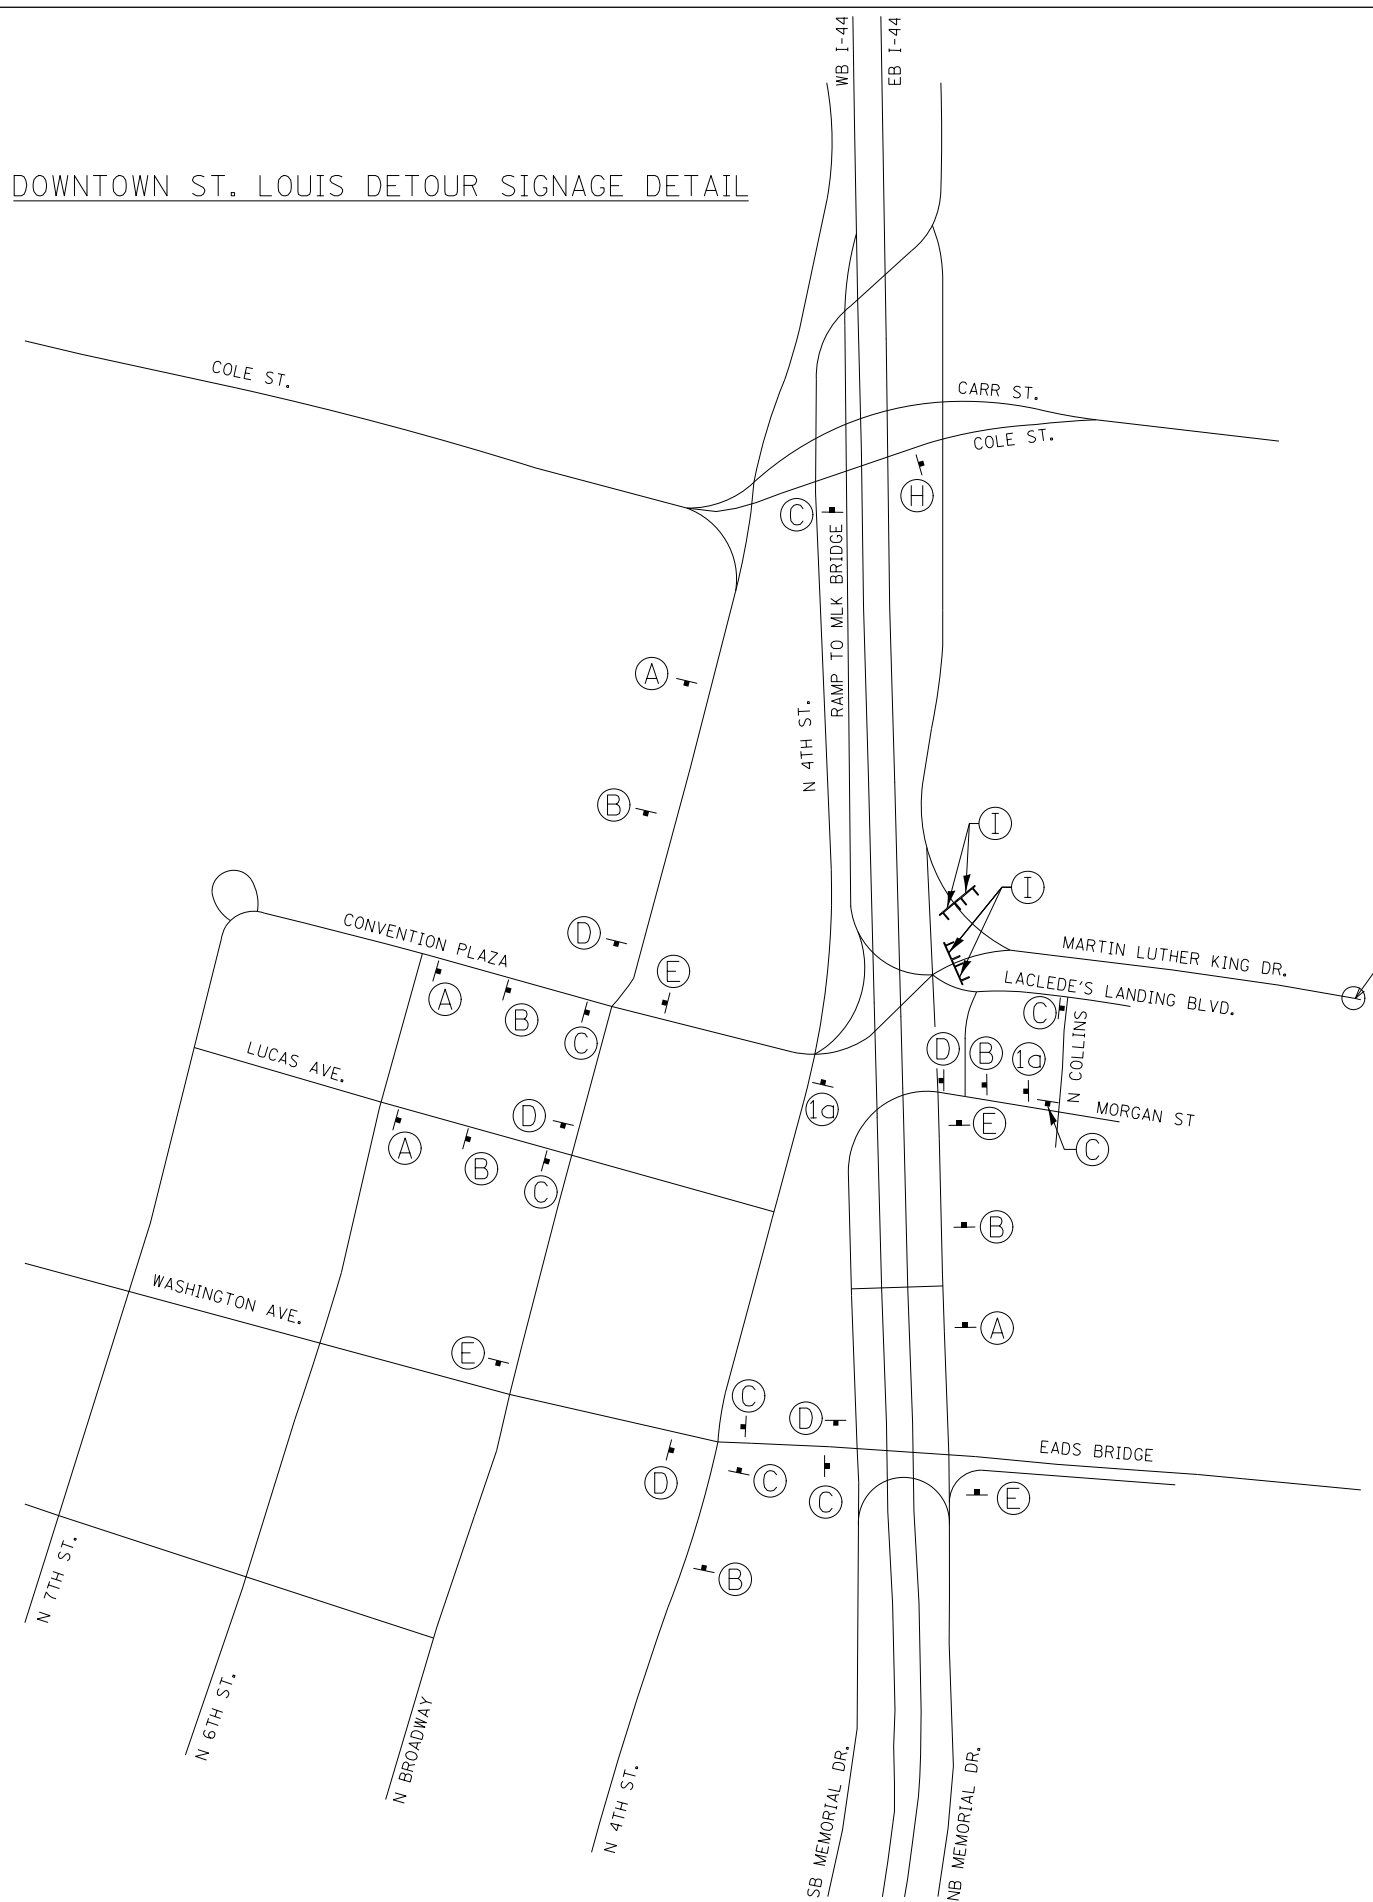 WB I-44
EB I-44
DOWNTOWN ST. LOUIS DETOUR SIGNAGE DETAIL
COLE ST.
CARR ST.
COLE ST.
H
C
RAMP TO MLK BRIDGE
A
N 4TH ST.
B
I
I
CONVENTION PLAZA
D
E
MARTIN LUTHER KING DR.
LACLEDE'S LANDING BLVD.
A
B
C
C
N COLLINS
LUCAS AVE.
D
B
1a
D
1a
E
MORGAN ST
A
B
C
C
B
WASHINGTON AVE.
A
E
C
D
EADS BRIDGE
D
C
C
E
B
N 7TH ST.
N 6TH ST.
N BROADWAY
N 4TH ST.
SB MEMORIAL DR.
NB MEMORIAL DR.